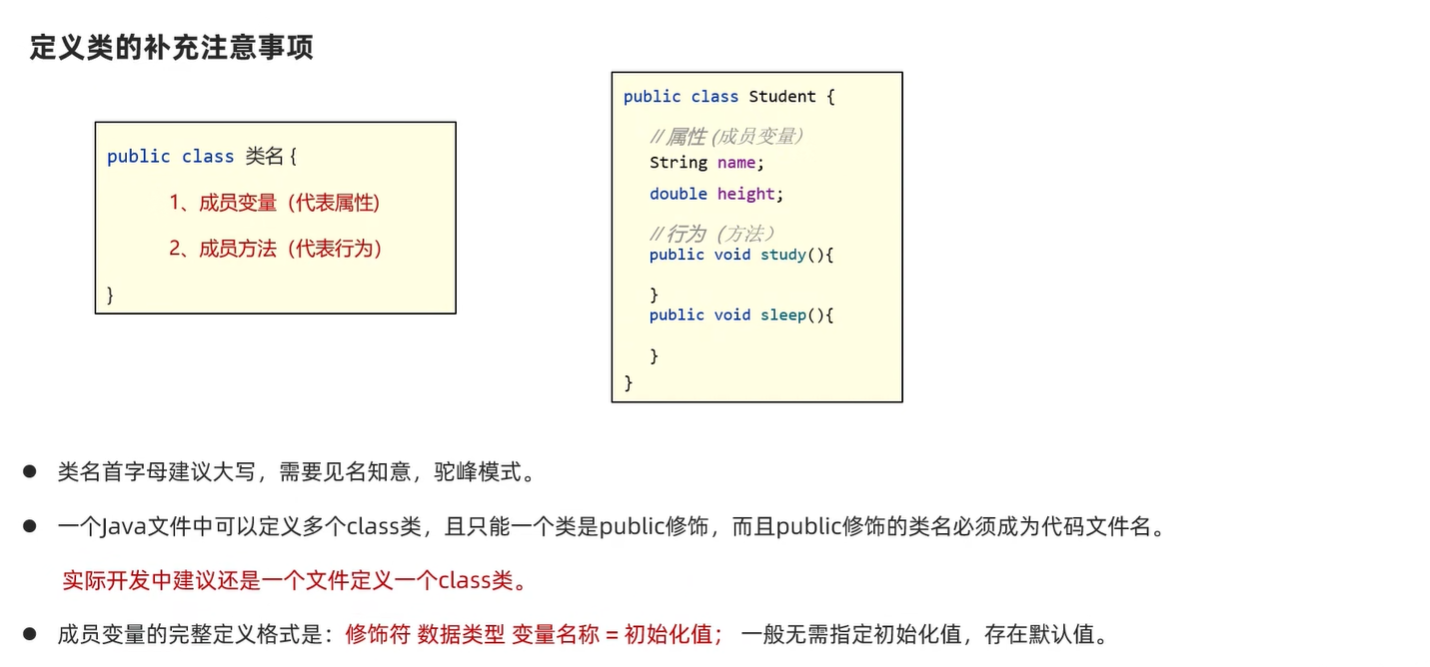 定义类的补充注意事项
public class 类名 {
1、成员变量（代表属性)
2、成员方法（代表行为）
}
public class Student {
// 属性 (成员变量）
String name;
double height;
// 行为（方法）
public void study(){
}
public void sleep(){
}
}
● 类名首字母建议大写，需要见名知意，驼峰模式。
● 一个Java文件中可以定义多个class类，且只能一个类是public修饰，而且public修饰的类名必须成为代码文件名。
实际开发中建议还是一个文件定义一个class类。
● 成员变量的完整定义格式是：修饰符 数据类型 变量名称 = 初始化值； 一般无需指定初始化值，存在默认值。